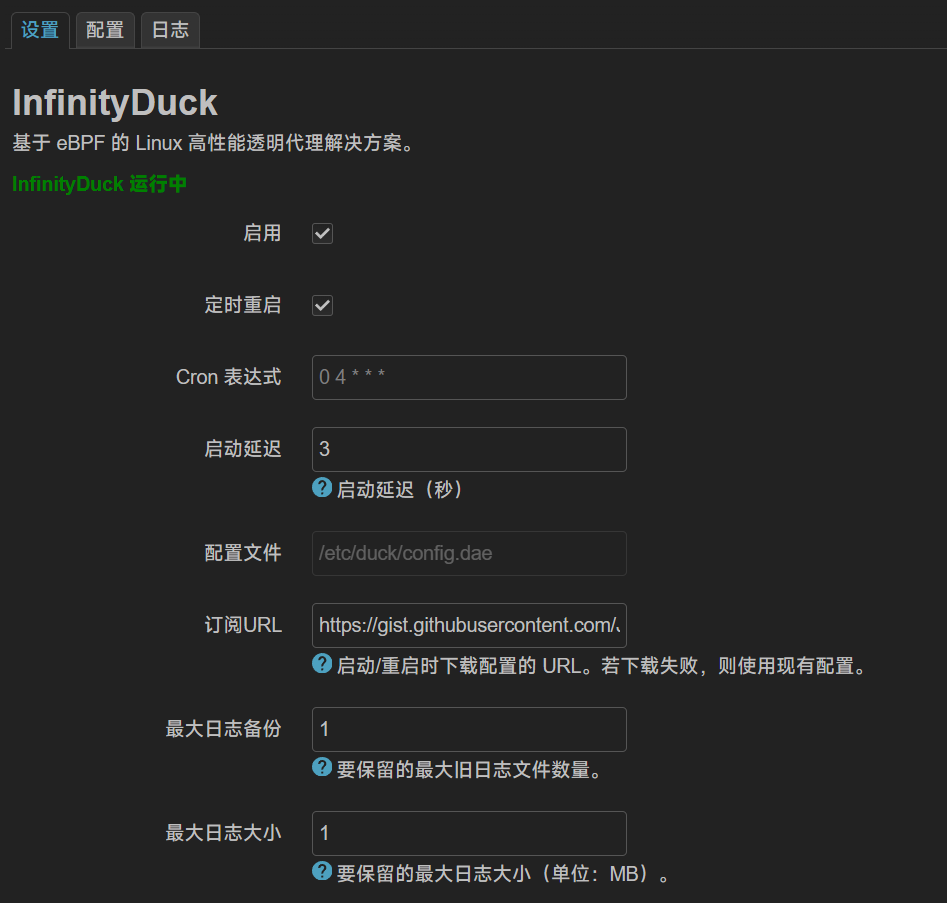 设置 配置 日志
InfinityDuck
基于 eBPF 的 Linux 高性能透明代理解决方案。
InfinityDuck 运行中
启用
定时重启
Cron 表达式 0 4 * * *
启动延迟 3
启动延迟（秒）
配置文件 /etc/duck/config.dae
订阅URL https://gist.githubusercontent.com/
启动/重启时下载配置的 URL。若下载失败，则使用现有配置。
最大日志备份 1
要保留的最大旧日志文件数量。
最大日志大小 1
要保留的最大日志大小（单位：MB）。